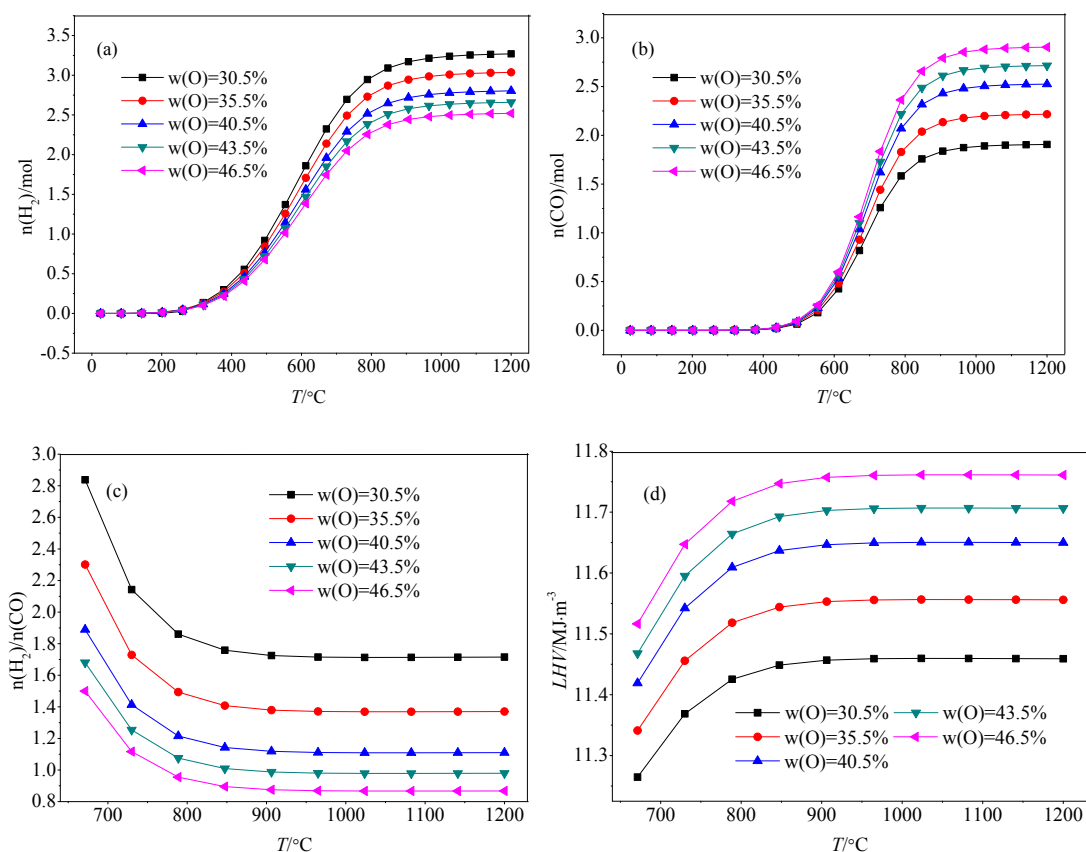 (a)
w(O)=30.5%
w(O)=35.5%
w(O)=40.5%
w(O)=43.5%
w(O)=46.5%
n(H₂)/mol
3.5
3.0
2.5
2.0
1.5
1.0
0.5
0.0
-0.5
0 200 400 600 800 1000 1200
T/°C
(b)
w(O)=30.5%
w(O)=35.5%
w(O)=40.5%
w(O)=43.5%
w(O)=46.5%
n(CO)/mol
3.0
2.5
2.0
1.5
1.0
0.5
0.0
0 200 400 600 800 1000 1200
T/°C
(c)
w(O)=30.5%
w(O)=35.5%
w(O)=40.5%
w(O)=43.5%
w(O)=46.5%
n(H₂)/n(CO)
3.0
2.8
2.6
2.4
2.2
2.0
1.8
1.6
1.4
1.2
1.0
0.8
700 800 900 1000 1100 1200
T/°C
(d)
LHV/MJ·m⁻³
11.8
11.7
11.6
11.5
11.4
11.3
w(O)=30.5% w(O)=43.5%
w(O)=35.5% w(O)=46.5%
w(O)=40.5%
700 800 900 1000 1100 1200
T/°C